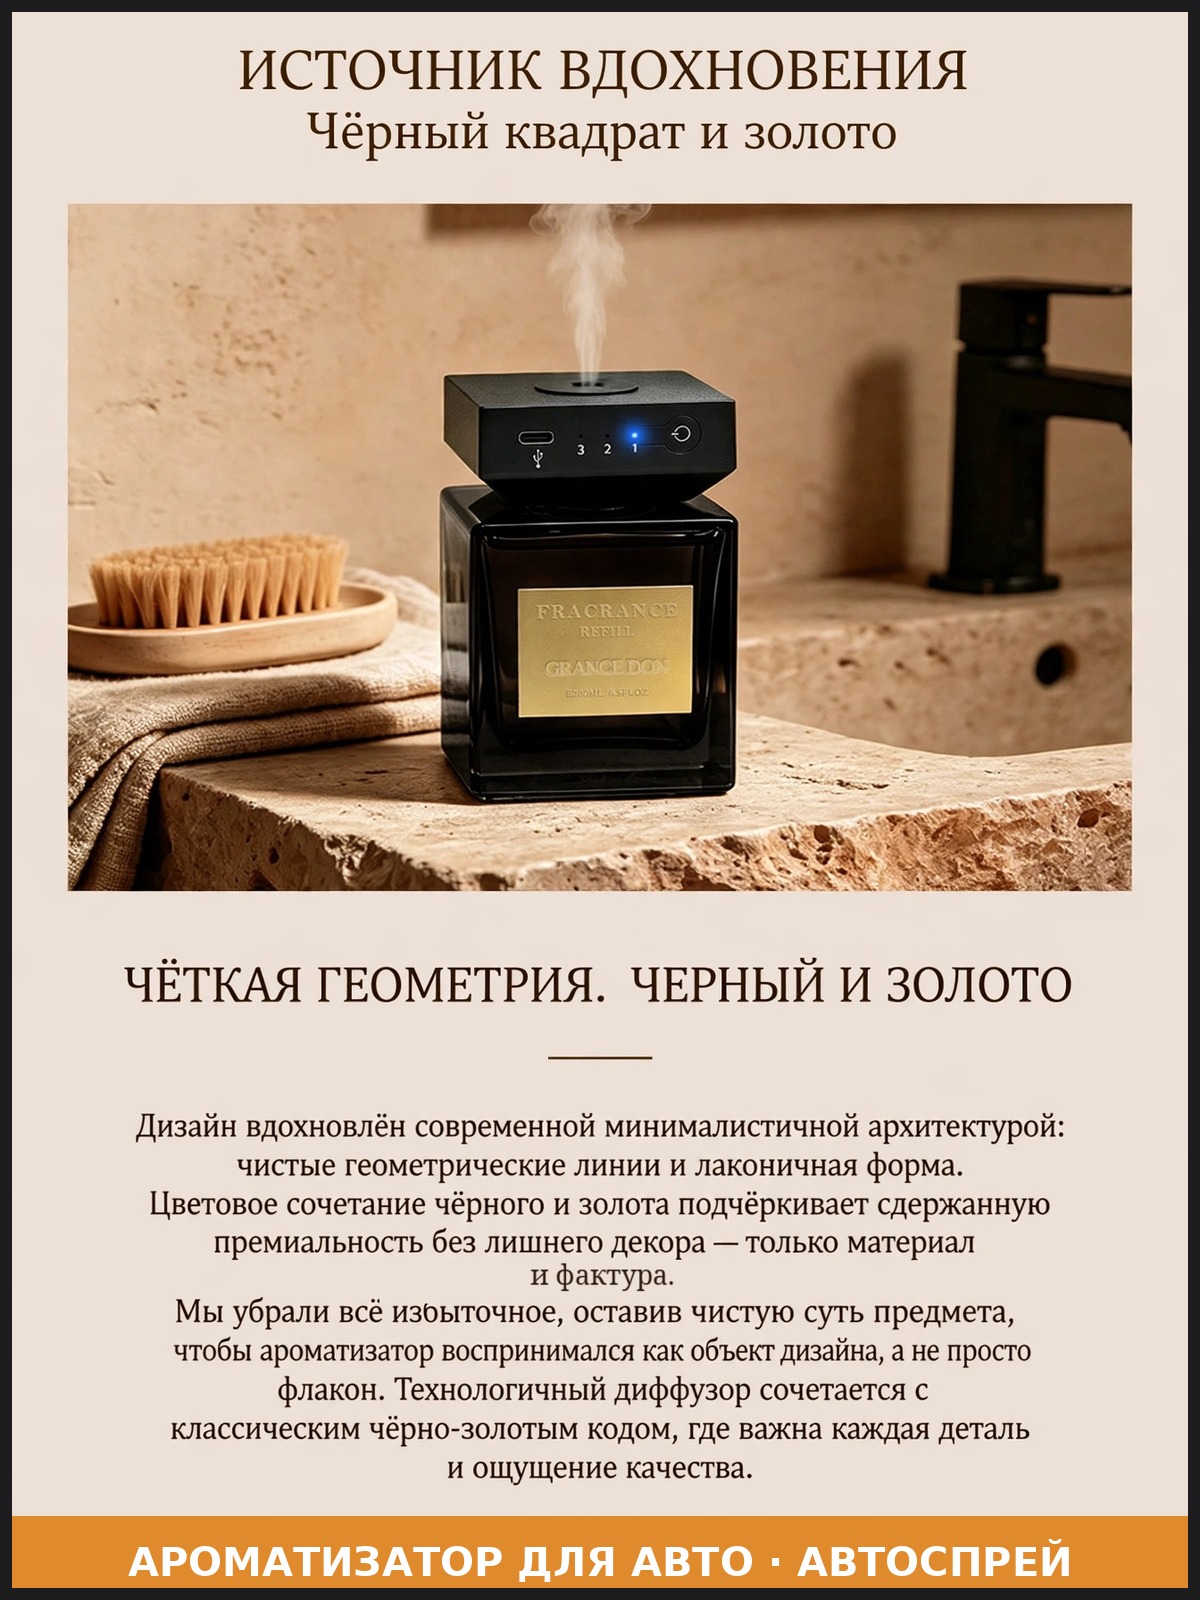 ИСТОЧНИК ВДОХНОВЕНИЯ
Чёрный квадрат и золото
3 2 1
FRAGRANCE
REFILL
GRANCE DON
ЧЁТКАЯ ГЕОМЕТРИЯ. ЧЕРНЫЙ И ЗОЛОТО
Дизайн вдохновлён современной минималистичной архитектурой:
чистые геометрические линии и лаконичная форма.
Цветовое сочетание чёрного и золота подчёркивает сдержанную
премиальность без лишнего декора — только материал
и фактура.
Мы убрали всё избыточное, оставив чистую суть предмета,
чтобы ароматизатор воспринимался как объект дизайна, а не просто
флакон. Технологичный диффузор сочетается с
классическим чёрно-золотым кодом, где важна каждая деталь
и ощущение качества.
АРОМАТИЗАТОР ДЛЯ АВТО · АВТОСПРЕЙ